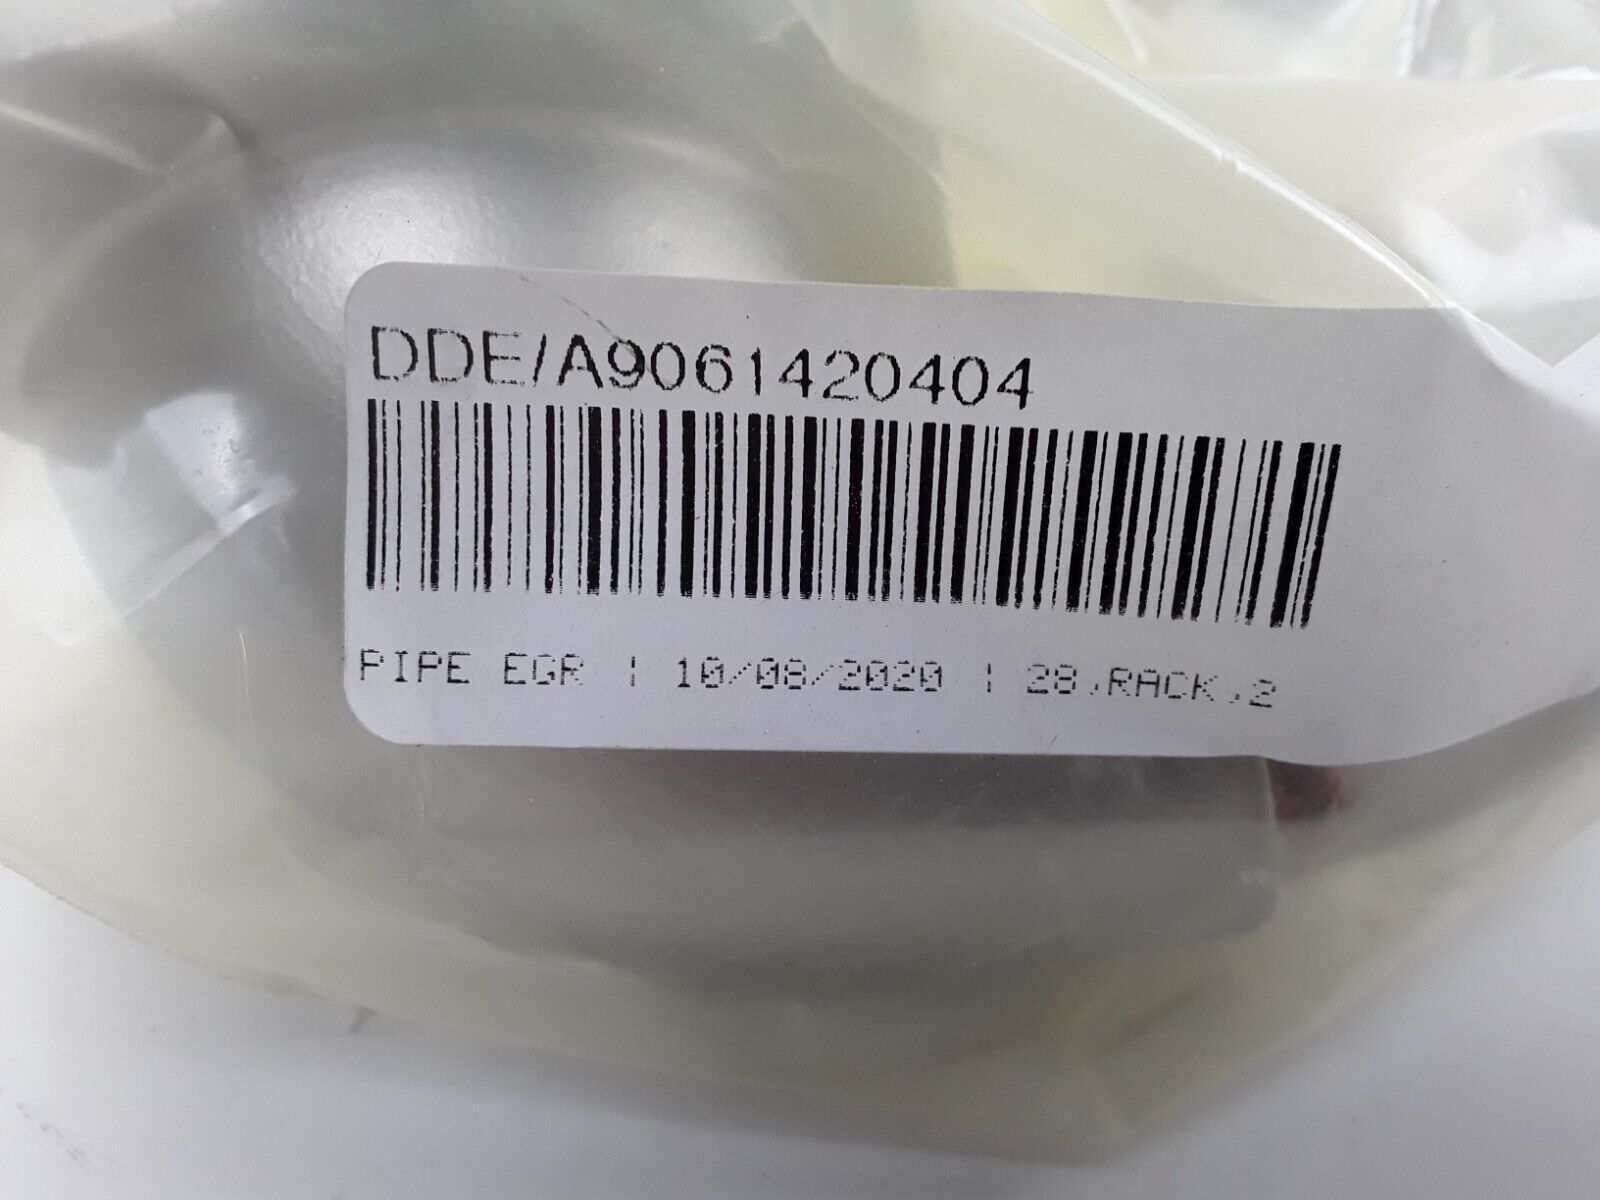 DDE/A9061420404
PIPE EGR | 10/08/2020 | 28,RACK,2